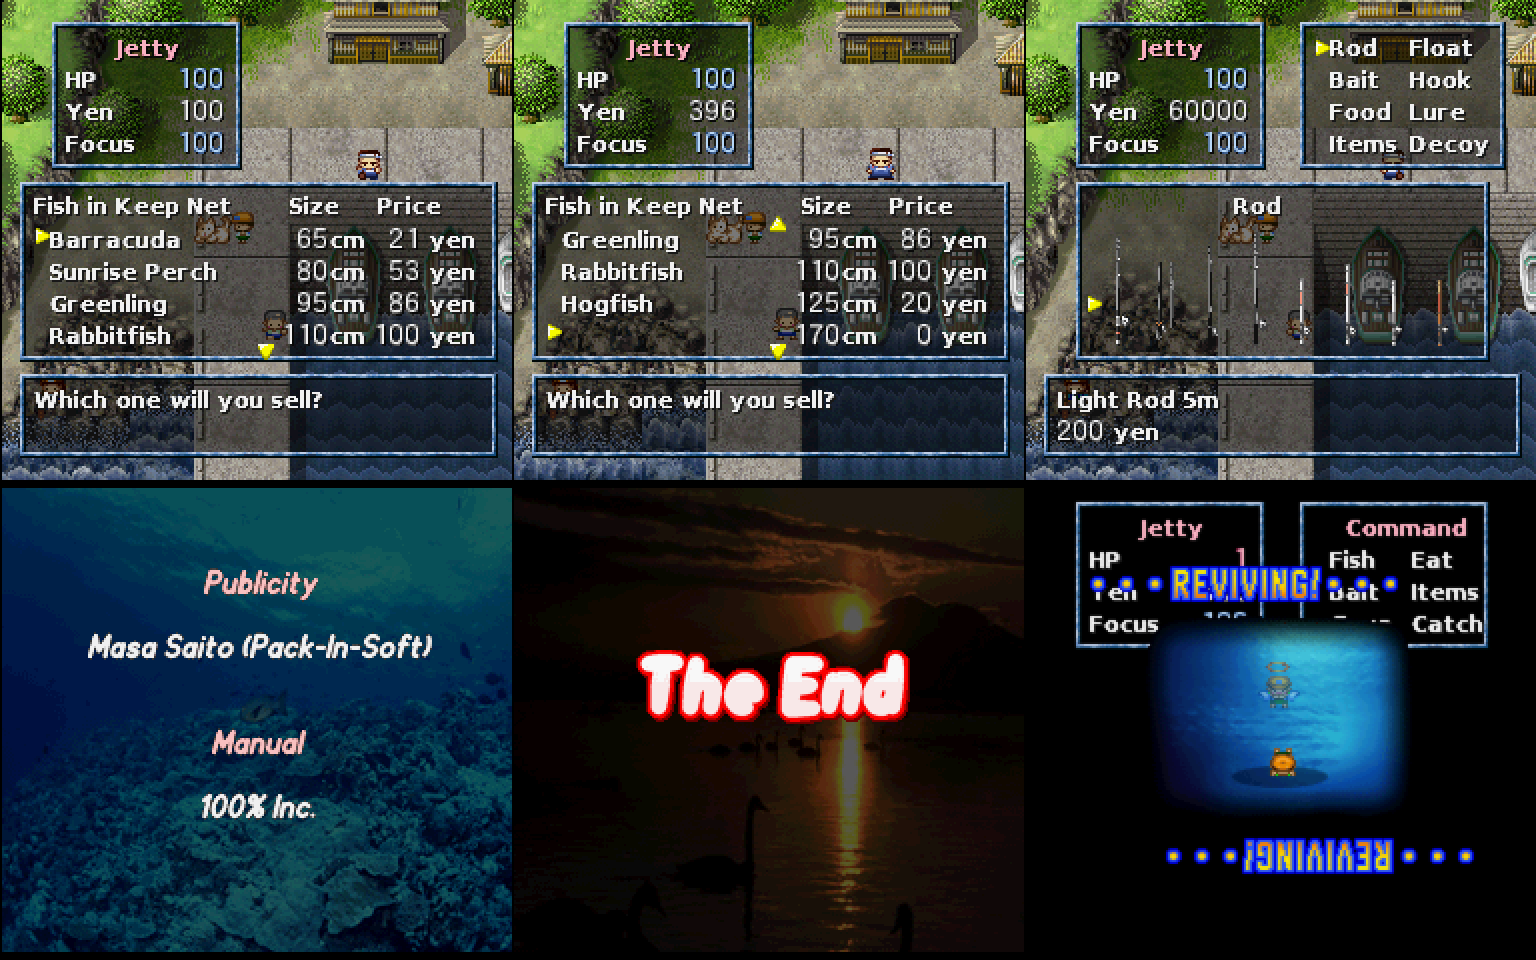 Jetty
HP 100
Yen 100
Focus 100
Fish in Keep Net Size Price
Barracuda 65cm 21 yen
Sunrise Perch 80cm 53 yen
Greenling 95cm 86 yen
Rabbitfish 110cm 100 yen
Which one will you sell?
Jetty
HP 100
Yen 396
Focus 100
Fish in Keep Net Size Price
Greenling 95cm 86 yen
Rabbitfish 110cm 100 yen
Hogfish 125cm 20 yen
170cm 0 yen
Which one will you sell?
Jetty
HP 100
Yen 60000
Focus 100
Rod Float
Bait Hook
Food Lure
Items Decoy
Rod
Light Rod 5m
200 yen
Publicity
Masa Saito (Pack-In-Soft)
Manual
100% Inc.
The End
Jetty
HP 1
Yen
Focus
Command
Fish Eat
Bait Items
Catch
...REVIVING!...
...REVIVING!...